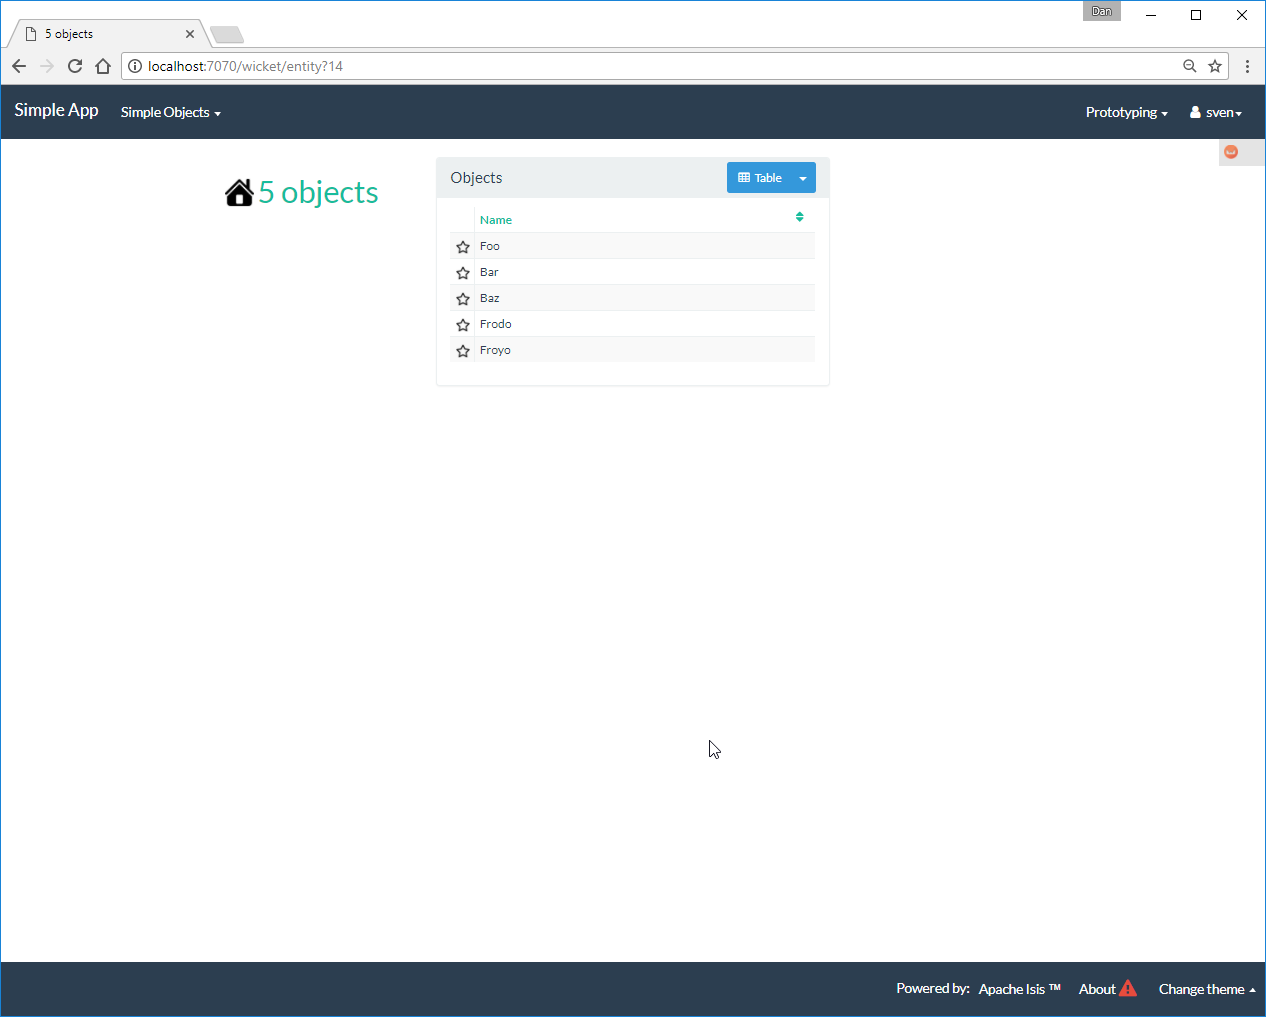 Dan
5 objects
localhost:7070/wicket/entity?14
Simple App Simple Objects Prototyping sven
5 objects
Objects Table
Name
Foo
Bar
Baz
Frodo
Froyo
Powered by: Apache Isis ™ About Change theme